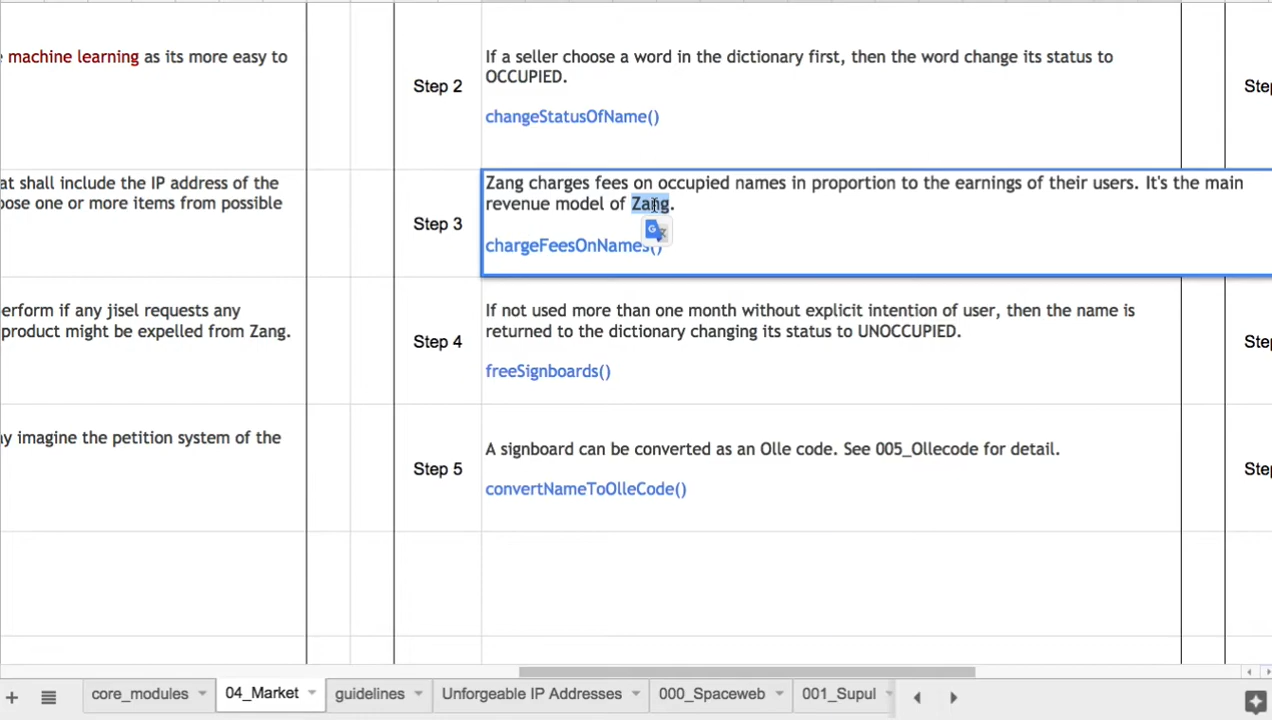 machine learning as its more easy to
Step 2
If a seller choose a word in the dictionary first, then the word change its status to
OCCUPIED.
changeStatusOfName()
at shall include the IP address of the
ose one or more items from possible
Step 3
Zang charges fees on occupied names in proportion to the earnings of their users. It's the main
revenue model of Zang.
chargeFeesOnNames()
erform if any jisel requests any
product might be expelled from Zang.
Step 4
If not used more than one month without explicit intention of user, then the name is
returned to the dictionary changing its status to UNOCCUPIED.
freeSignboards()
y imagine the petition system of the
Step 5
A signboard can be converted as an Olle code. See 005_Ollecode for detail.
convertNameToOlleCode()
Step
Step
Step
Step
core_modules
04_Market
guidelines
Unforgeable IP Addresses
000_Spaceweb
001_Supul